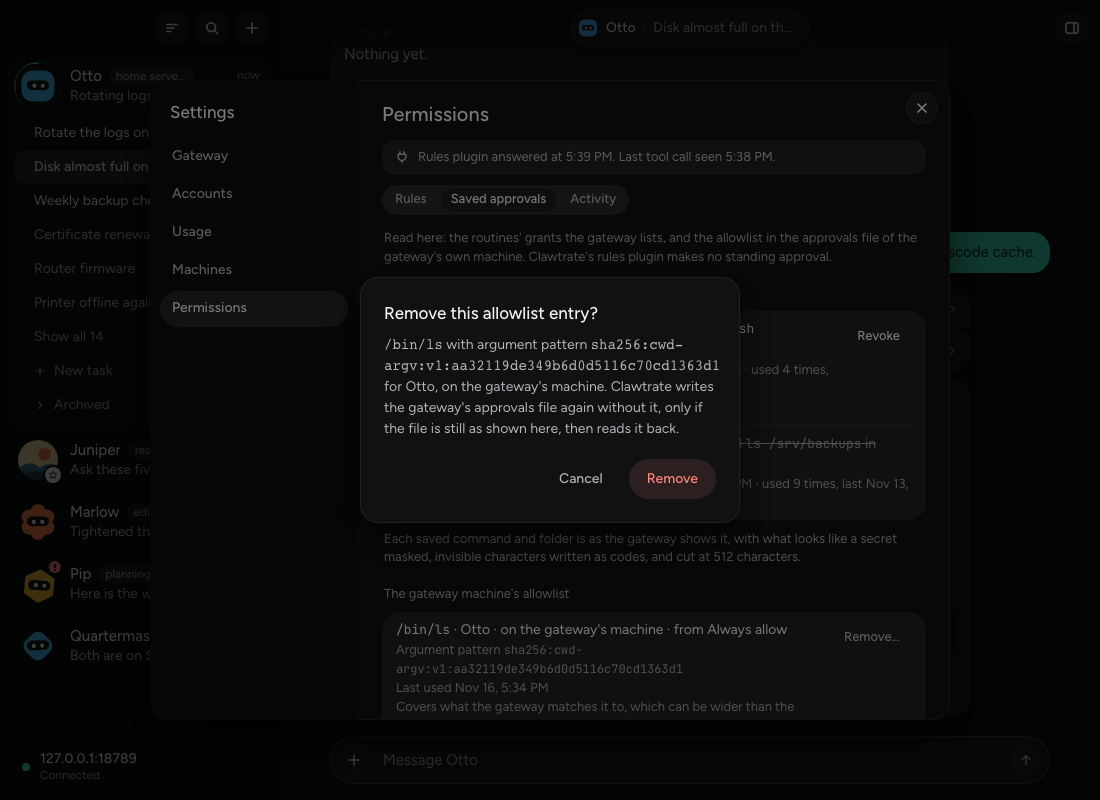 Otto · Disk almost full on th...
Nothing yet.
Otto home serve... now
Rotating logs
Rotate the logs on
Disk almost full on
Weekly backup che
Certificate renewa
Router firmware
Printer offline again
Show all 14
New task
Archived
Juniper res
Ask these five
Marlow edi
Tightened th
Pip planning
Here is the w
Quartermas
Both are on S
127.0.0.1:18789
Connected
Settings
Gateway
Accounts
Usage
Machines
Permissions
Permissions
Rules plugin answered at 5:39 PM. Last tool call seen 5:38 PM.
Rules Saved approvals Activity
Read here: the routines' grants the gateway lists, and the allowlist in the approvals file of the
gateway's own machine. Clawtrate's rules plugin makes no standing approval.
scode cache.
sh
Revoke
· used 4 times,
ls /srv/backups in
PM · used 9 times, last Nov 13,
Remove this allowlist entry?
/bin/ls with argument pattern sha256:cwd-
argv:v1:aa32119de349b6d0d5116c70cd1363d1
for Otto, on the gateway's machine. Clawtrate writes
the gateway's approvals file again without it, only if
the file is still as shown here, then reads it back.
Cancel Remove
Each saved command and folder is as the gateway shows it, with what looks like a secret
masked, invisible characters written as codes, and cut at 512 characters.
The gateway machine's allowlist
/bin/ls · Otto · on the gateway's machine · from Always allow
Remove...
Argument pattern sha256:cwd-
argv:v1:aa32119de349b6d0d5116c70cd1363d1
Last used Nov 16, 5:34 PM
Covers what the gateway matches it to, which can be wider than the
Message Otto